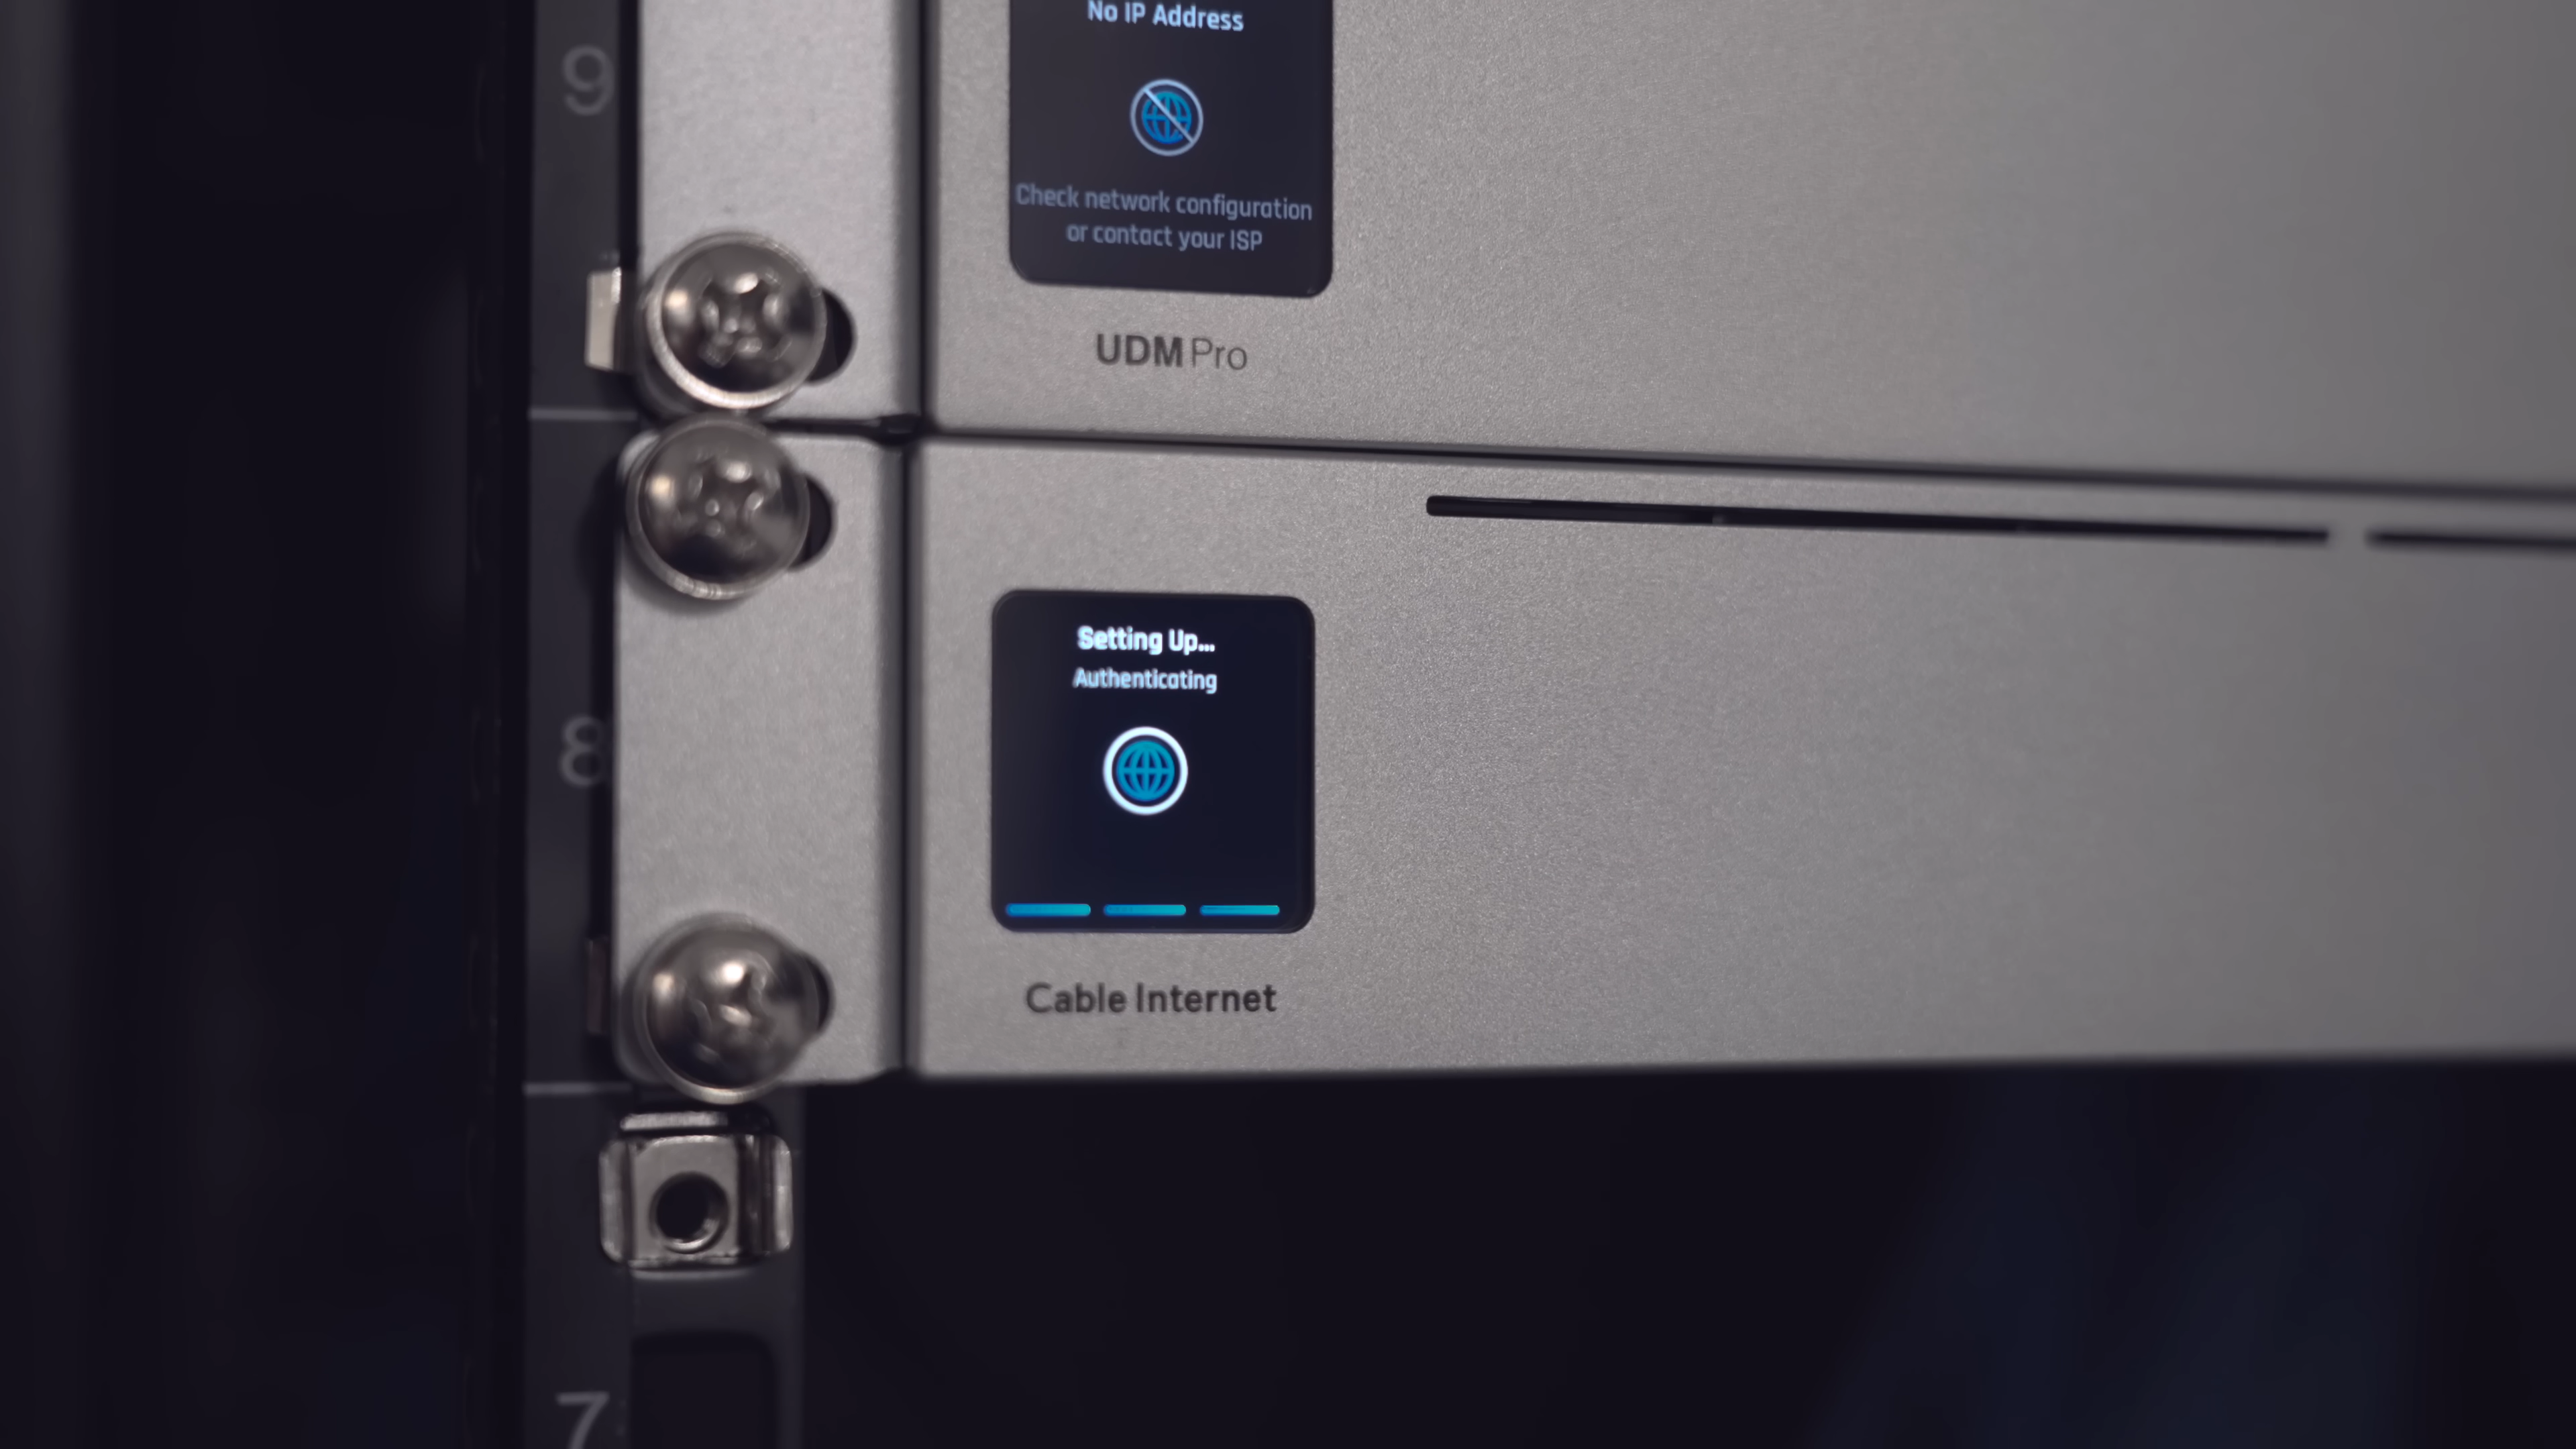 9
No IP Address
Check network configuration
or contact your ISP
UDM Pro
8
Setting Up...
Authenticating
Cable Internet
7